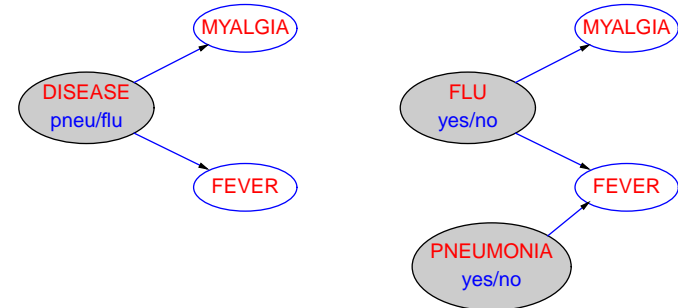 MYALGIA
DISEASE
pneu/flu
FEVER
MYALGIA
FLU
yes/no
FEVER
PNEUMONIA
yes/no